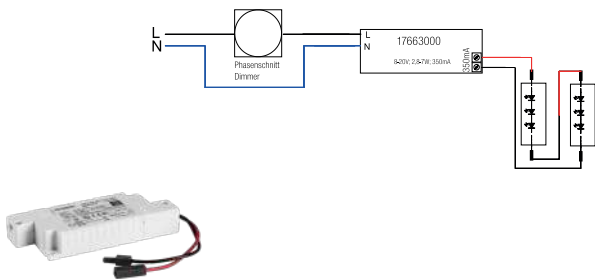 L
N
Phasenschnitt
Dimmer
L
N
17663000
8-20V; 2,8-7W; 350mA
350mA